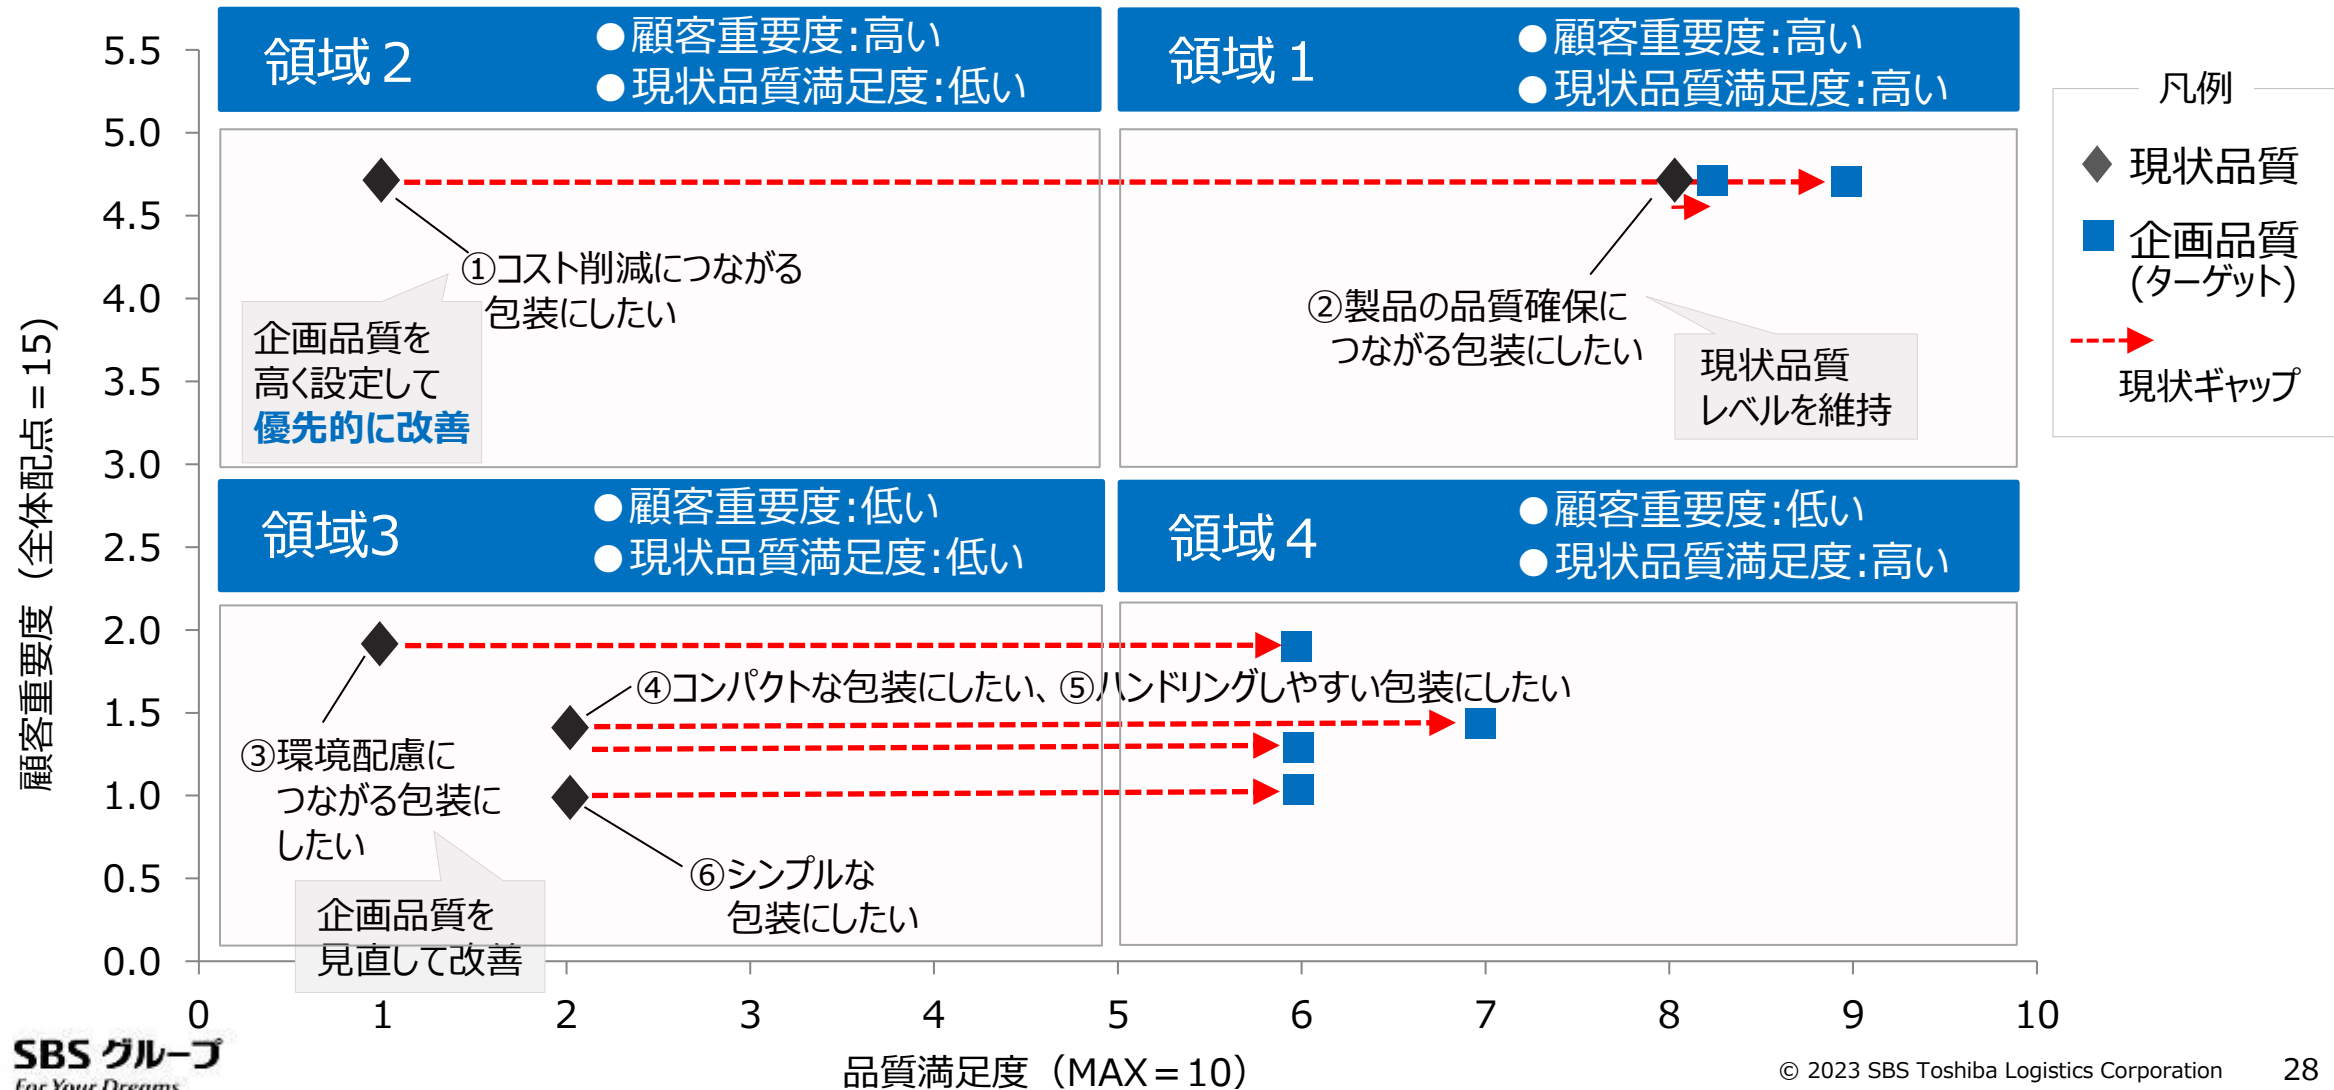 領域２
●顧客重要度:高い
●現状品質満足度:低い
領域１
●顧客重要度:高い
●現状品質満足度:高い
凡例
現状品質
企画品質
(ターゲット)
現状ギャップ
①コスト削減につながる
包装にしたい
企画品質を
高く設定して
優先的に改善
②製品の品質確保に
つながる包装にしたい
現状品質
レベルを維持
領域3
●顧客重要度:低い
●現状品質満足度:低い
領域４
●顧客重要度:低い
●現状品質満足度:高い
④コンパクトな包装にしたい、⑤ハンドリングしやすい包装にしたい
③環境配慮に
つながる包装に
したい
⑥シンプルな
包装にしたい
企画品質を
見直して改善
顧客重要度（全体配点＝15）
5.5
5.0
4.5
4.0
3.5
3.0
2.5
2.0
1.5
1.0
0.5
0.0
0 1 2 3 4 5 6 7 8 9 10
品質満足度（MAX＝10）
SBS グループ
For Your Dreams.
© 2023 SBS Toshiba Logistics Corporation 28